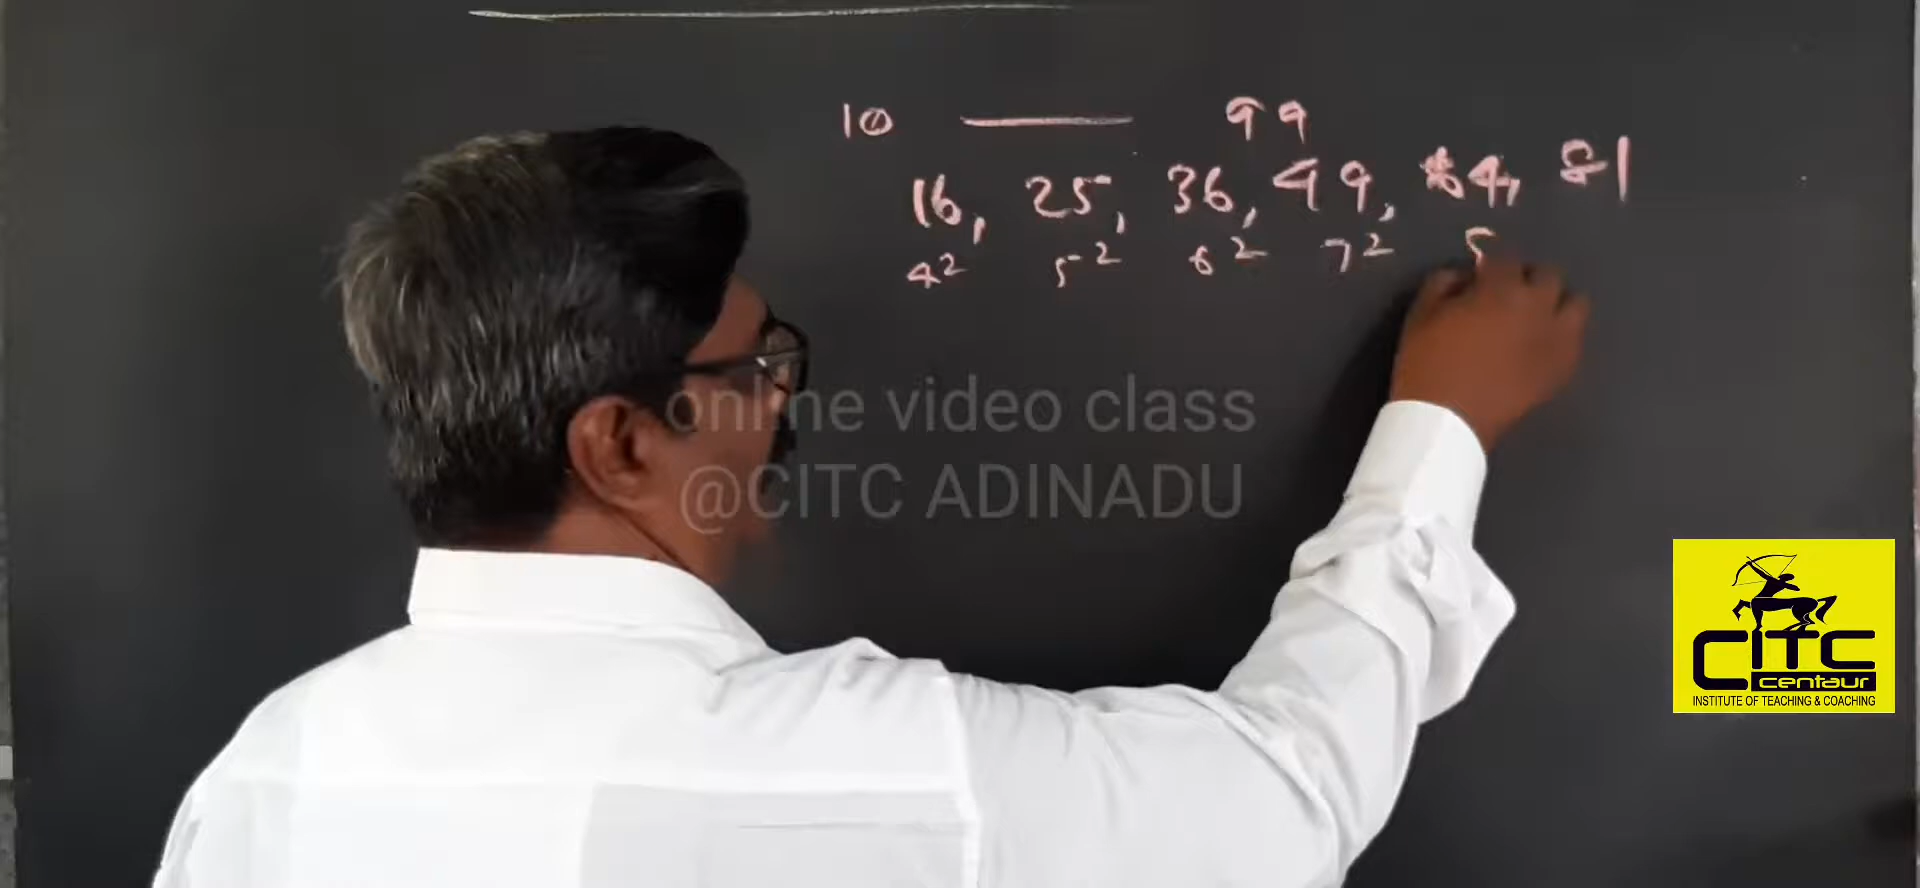 10 —— 99
16, 25, 36, 49, 64, 81
4² 5² 6² 7²
online video class
@CITC ADINADU
CITC
centaur
INSTITUTE OF TEACHING & COACHING